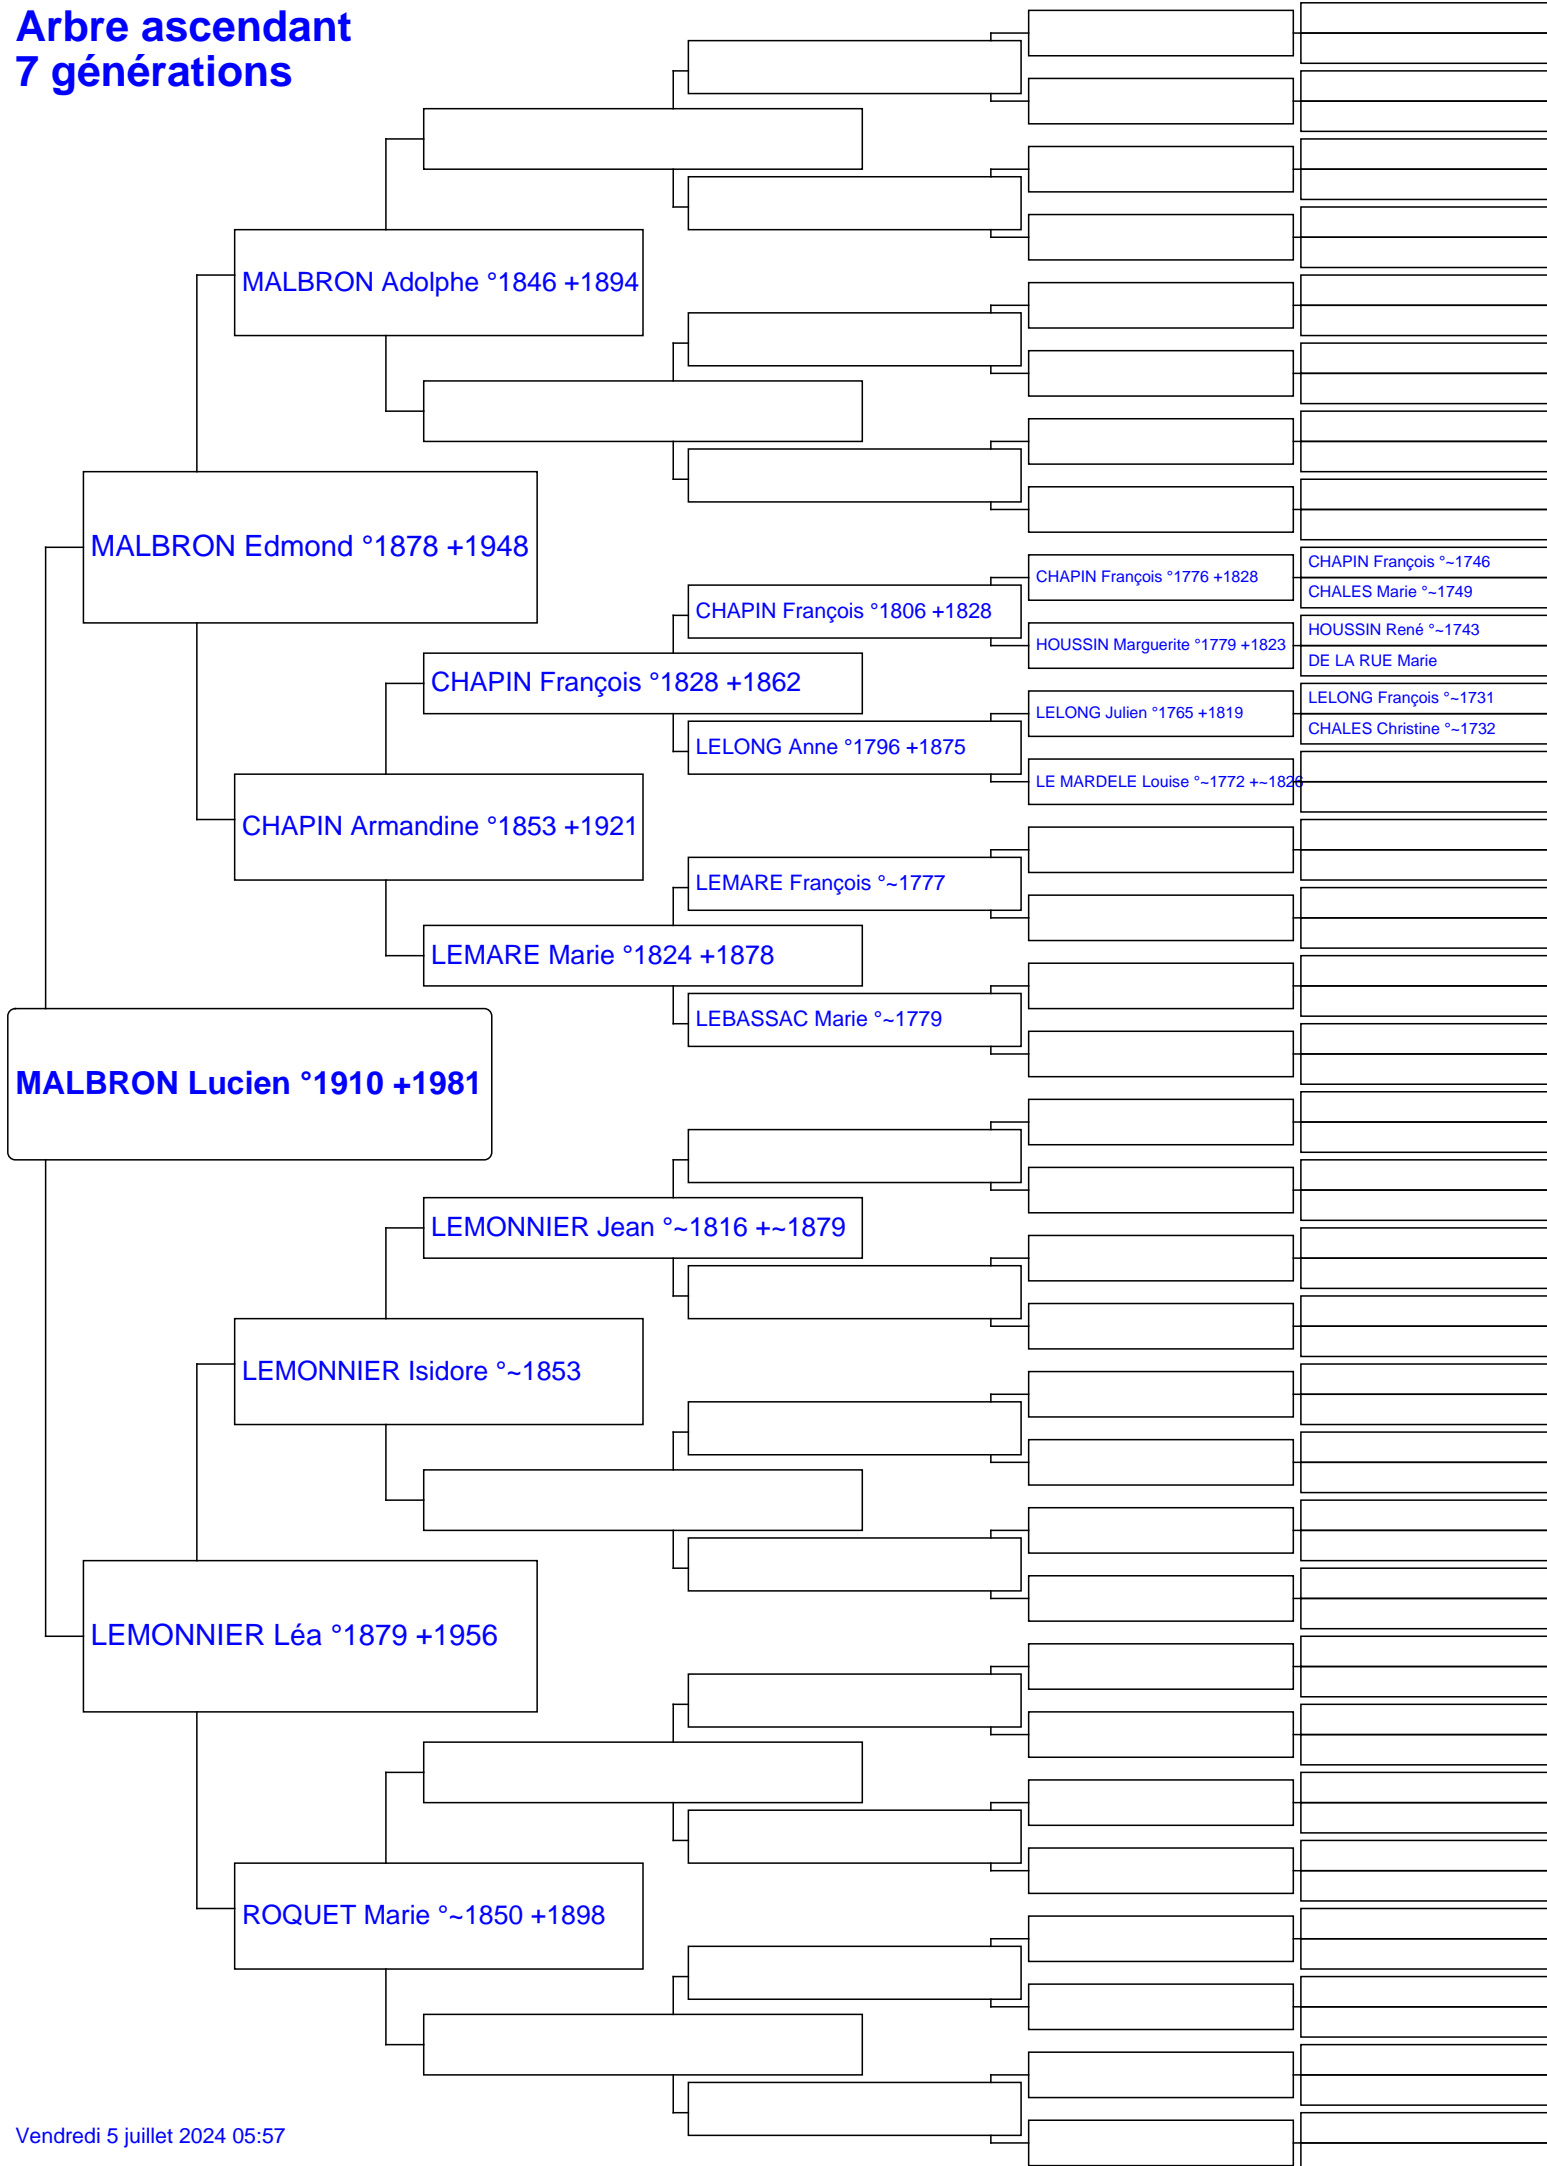 Arbre ascendant
7 générations
MALBRON Adolphe °1846 +1894
MALBRON Edmond °1878 +1948
CHAPIN François °1776 +1828
CHAPIN François °~1746
CHALES Marie °~1749
CHAPIN François °1806 +1828
HOUSSIN Marguerite °1779 +1823
HOUSSIN René °~1743
DE LA RUE Marie
CHAPIN François °1828 +1862
LELONG Julien °1765 +1819
LELONG François °~1731
CHALES Christine °~1732
LELONG Anne °1796 +1875
LE MARDELE Louise °~1772 +~1826
CHAPIN Armandine °1853 +1921
LEMARE François °~1777
LEMARE Marie °1824 +1878
LEBASSAC Marie °~1779
MALBRON Lucien °1910 +1981
LEMONNIER Jean °~1816 +~1879
LEMONNIER Isidore °~1853
LEMONNIER Léa °1879 +1956
ROQUET Marie °~1850 +1898
Vendredi 5 juillet 2024 05:57